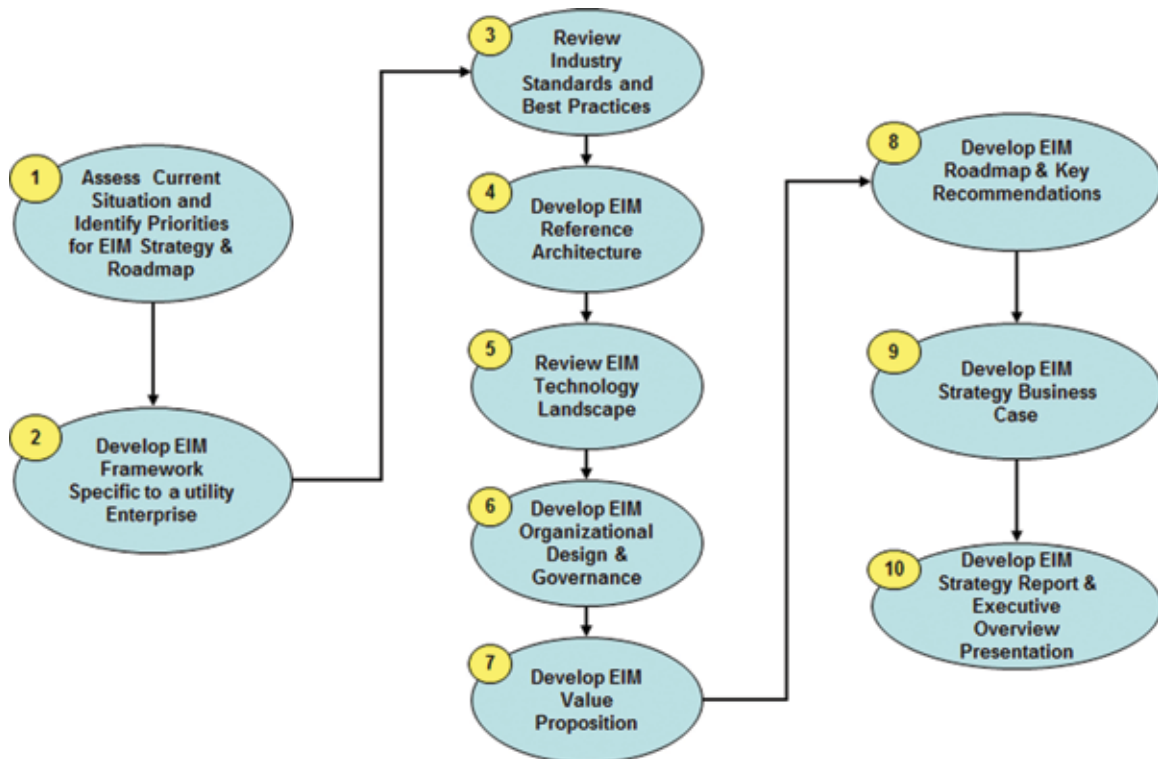 1
Assess Current
Situation and
Identify Priorities
for EIM Strategy &
Roadmap
2
Develop EIM
Framework
Specific to a utility
Enterprise
3
Review
Industry
Standards and
Best Practices
4
Develop EIM
Reference
Architecture
5
Review EIM
Technology
Landscape
6
Develop EIM
Organizational
Design &
Governance
7
Develop EIM
Value
Proposition
8
Develop EIM
Roadmap & Key
Recommendations
9
Develop EIM
Strategy Business
Case
10
Develop EIM
Strategy Report &
Executive
Overview
Presentation